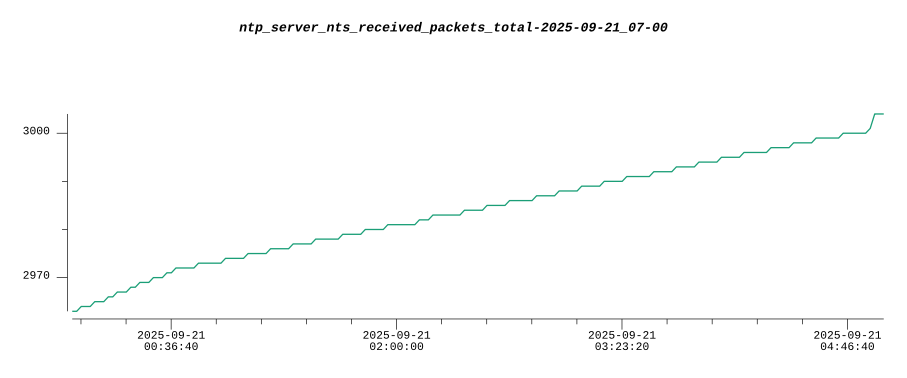 ntp_server_nts_received_packets_total-2025-09-21_07-00
3000
2970
2025-09-21 2025-09-21 2025-09-21 2025-09-21
00:36:40 02:00:00 03:23:20 04:46:40